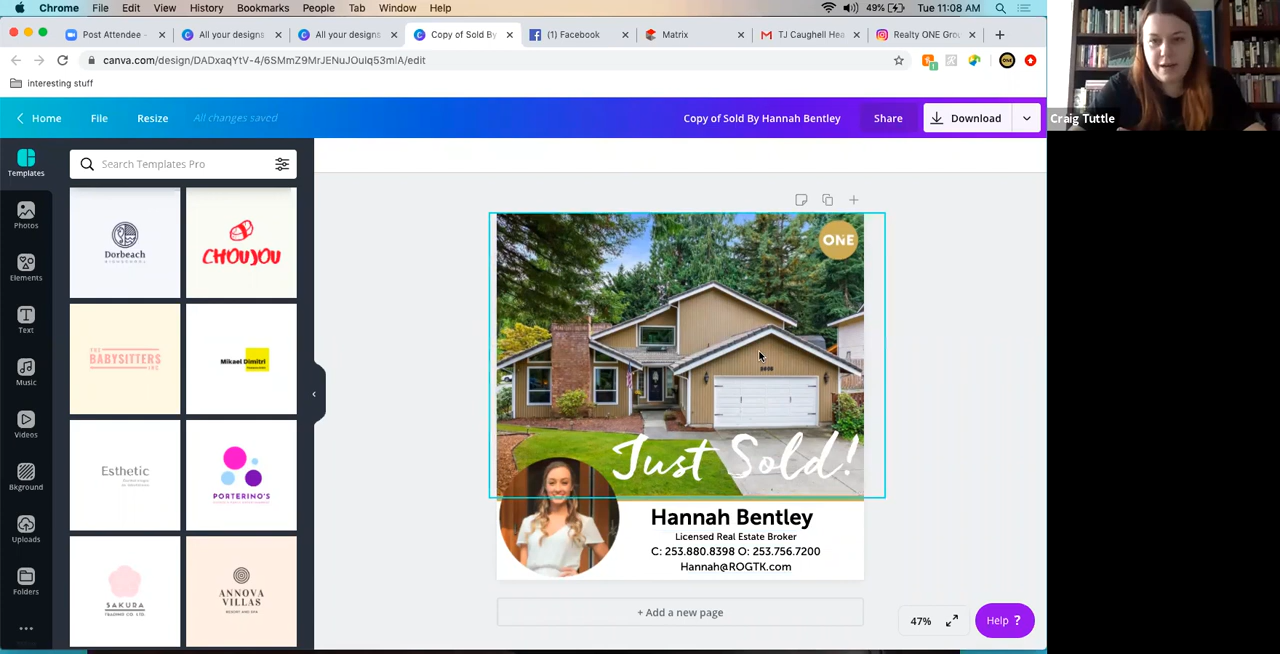 Chrome File Edit View History Bookmarks People Tab Window Help
49% Tue 11:08 AM
Post Attendee - All your designs All your designs Copy of Sold By (1) Facebook Matrix TJ Caughell Hea Realty ONE Grou
canva.com/design/DADxaqYtV-4/6SMmZ9MrJENuJOuIq53mIA/edit
interesting stuff
Home File Resize All changes saved Copy of Sold By Hannah Bentley Share Download
Craig Tuttle
Templates
Search Templates Pro
Photos
Elements
Text
Music
Videos
Bkground
Uploads
Folders
Dorbeach
CHOUJOU
THE
BABYSITTERS
Mikael Dimitri
Esthetic
PORTERINO'S
SAKURA
ANNOVA
VILLAS
ONE
Just Sold!
Hannah Bentley
Licensed Real Estate Broker
C: 253.880.8398 O: 253.756.7200
Hannah@ROGTK.com
+ Add a new page
47%
Help ?